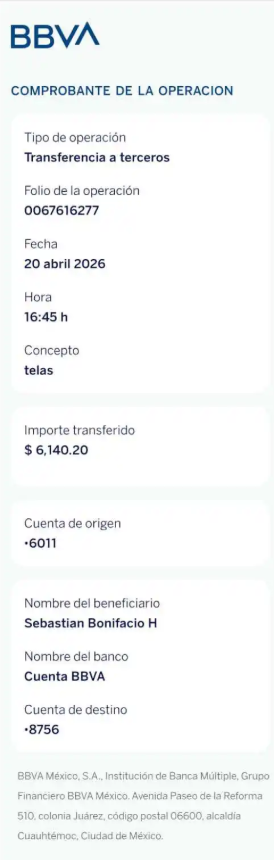 BBVA
COMPROBANTE DE LA OPERACION
Tipo de operación
Transferencia a terceros
Folio de la operación
0067616277
Fecha
20 abril 2026
Hora
16:45 h
Concepto
telas
Importe transferido
$ 6,140.20
Cuenta de origen
•6011
Nombre del beneficiario
Sebastian Bonifacio H
Nombre del banco
Cuenta BBVA
Cuenta de destino
•8756
BBVA México, S.A., Institución de Banca Múltiple, Grupo
Financiero BBVA México. Avenida Paseo de la Reforma
510, colonia Juárez, código postal 06600, alcaldía
Cuauhtémoc, Ciudad de México.